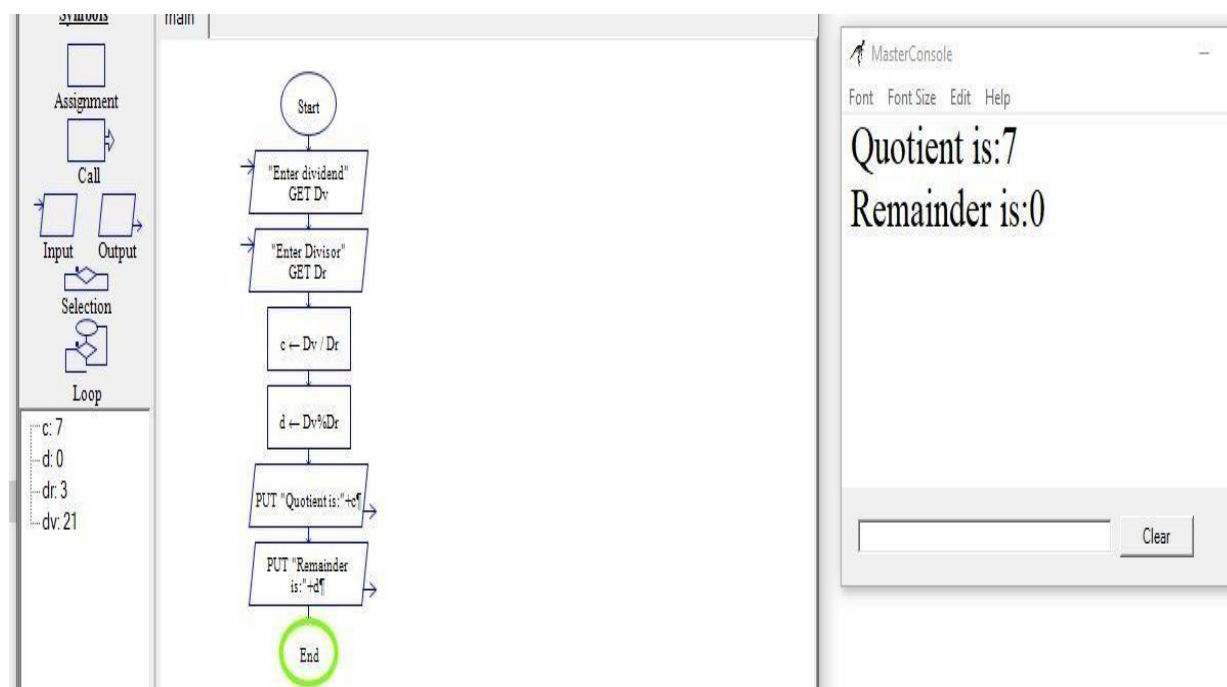 Symbols
Assignment
Call
Input Output
Selection
Loop
c: 7
d: 0
dr: 3
dv: 21
main
Start
"Enter dividend"
GET Dv
"Enter Divisor"
GET Dr
c ← Dv / Dr
d ← Dv%Dr
PUT "Quotient is:"+c¶
PUT "Remainder
is:"+d¶
End
MasterConsole
Font Font Size Edit Help
Quotient is:7
Remainder is:0
Clear